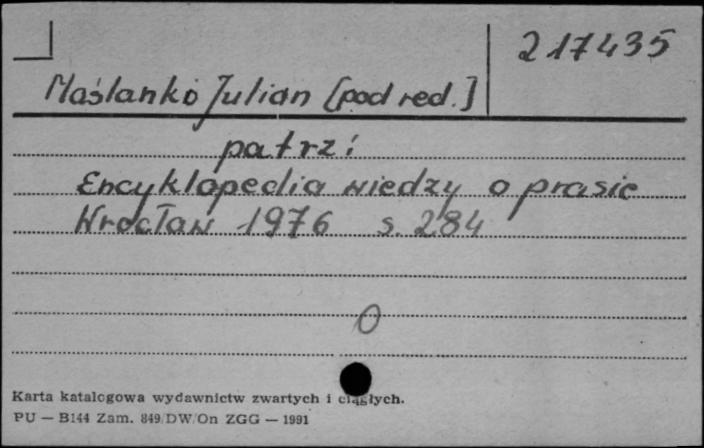 217435
Maślanko Julian [pod red.]
patrz:
Encyklopedia wiedzy o prasie
Wrocław 1976 s. 284
0
Karta katalogowa wydawnictw zwartych i ciągłych.
PU — B144 Zam. 849/DW/On ZGG — 1991